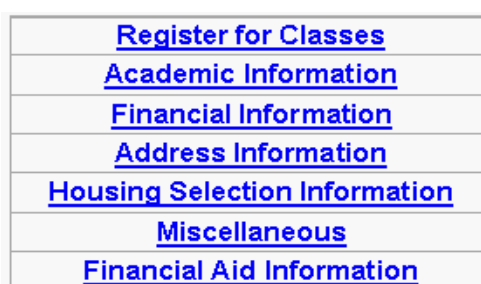 Register for Classes
Academic Information
Financial Information
Address Information
Housing Selection Information
Miscellaneous
Financial Aid Information